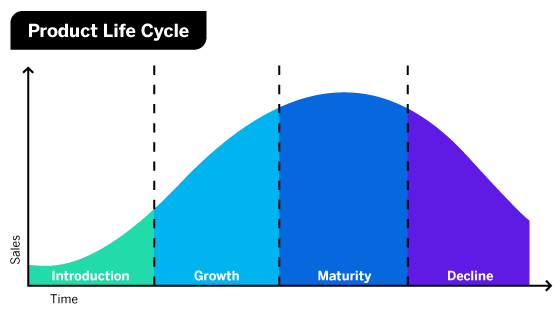 Product Life Cycle
Sales
Introduction
Growth
Maturity
Decline
Time